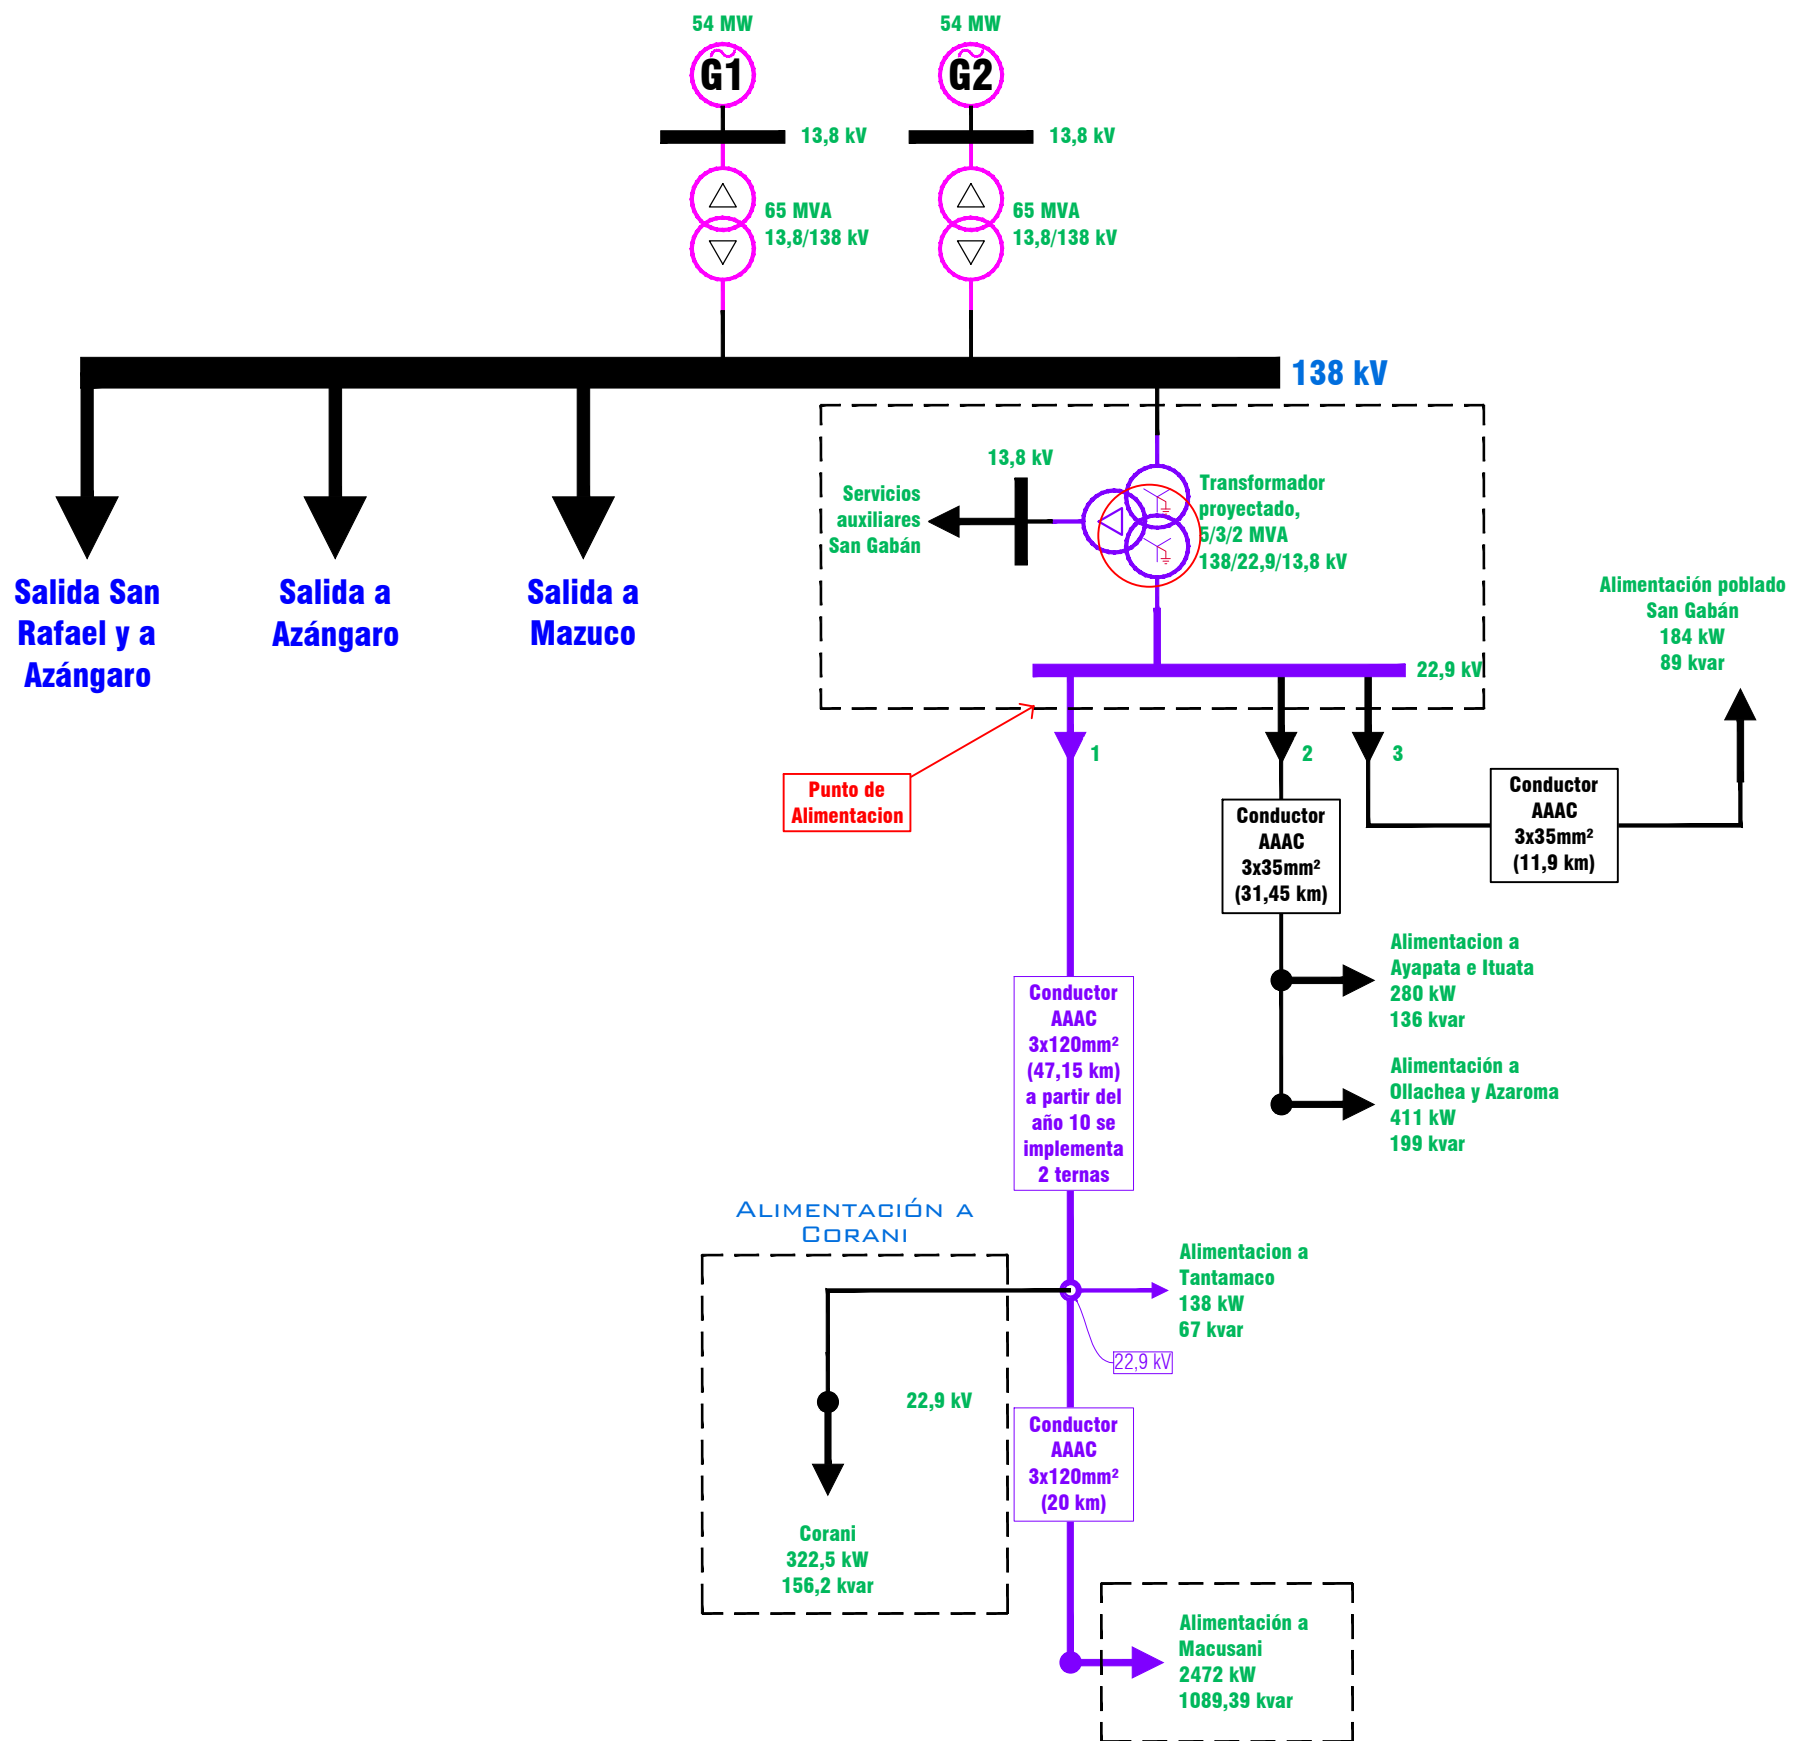 54 MW
54 MW
G1
G2
13,8 kV
13,8 kV
65 MVA
13,8/138 kV
65 MVA
13,8/138 kV
138 kV
Salida San
Rafael y a
Azángaro
Salida a
Azángaro
Salida a
Mazuco
13,8 kV
Servicios
auxiliares
San Gabán
Transformador
proyectado,
5/3/2 MVA
138/22,9/13,8 kV
22,9 kV
Alimentación poblado
San Gabán
184 kW
89 kvar
1
2
3
Punto de
Alimentacion
Conductor
AAAC
3x35mm²
(11,9 km)
Conductor
AAAC
3x35mm²
(31,45 km)
Alimentacion a
Ayapata e Ituata
280 kW
136 kvar
Alimentación a
Ollachea y Azaroma
411 kW
199 kvar
Conductor
AAAC
3x120mm²
(47,15 km)
a partir del
año 10 se
implementa
2 ternas
Alimentación a
Corani
Alimentacion a
Tantamaco
138 kW
67 kvar
22,9 kV
22,9 kV
Conductor
AAAC
3x120mm²
(20 km)
Corani
322,5 kW
156,2 kvar
Alimentación a
Macusani
2472 kW
1089,39 kvar